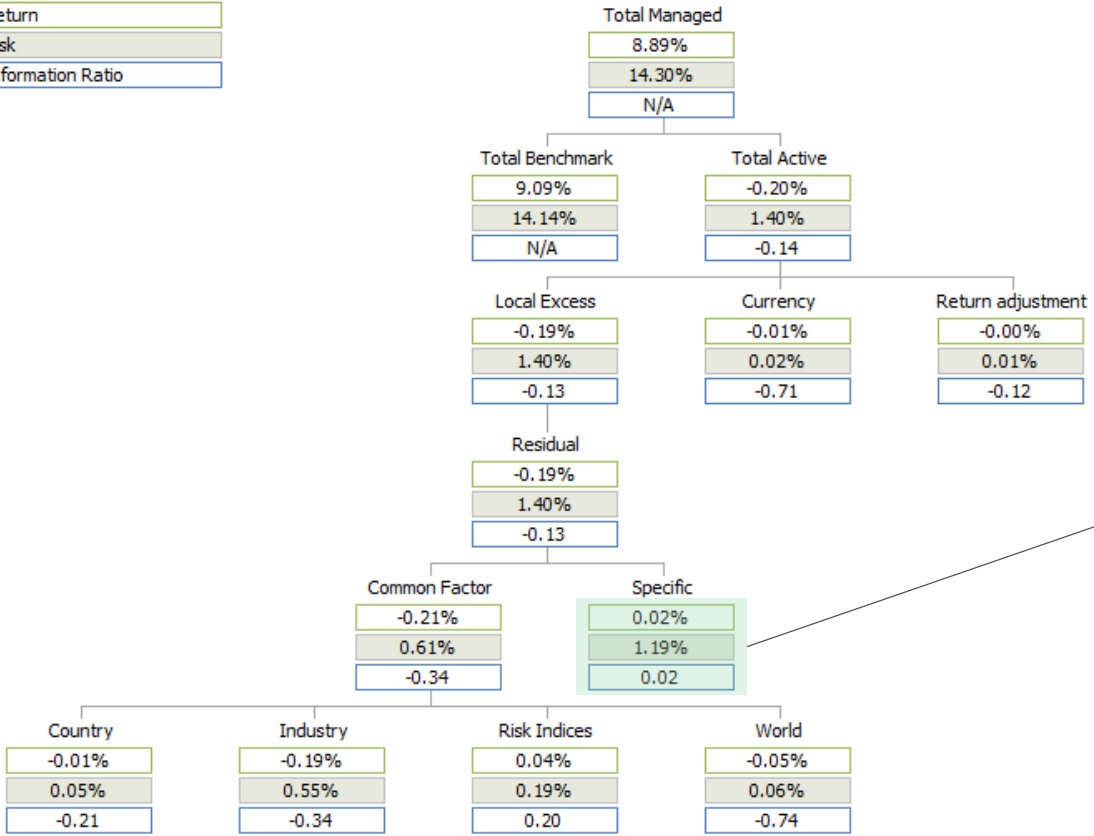 eturn
sk
formation Ratio
Total Managed
8.89%
14.30%
N/A
Total Benchmark Total Active
9.09% -0.20%
14.14% 1.40%
N/A -0.14
Local Excess Currency Return adjustment
-0.19% -0.01% -0.00%
1.40% 0.02% 0.01%
-0.13 -0.71 -0.12
Residual
-0.19%
1.40%
-0.13
Common Factor Specific
-0.21% 0.02%
0.61% 1.19%
-0.34 0.02
Country Industry Risk Indices World
-0.01% -0.19% 0.04% -0.05%
0.05% 0.55% 0.19% 0.06%
-0.21 -0.34 0.20 -0.74